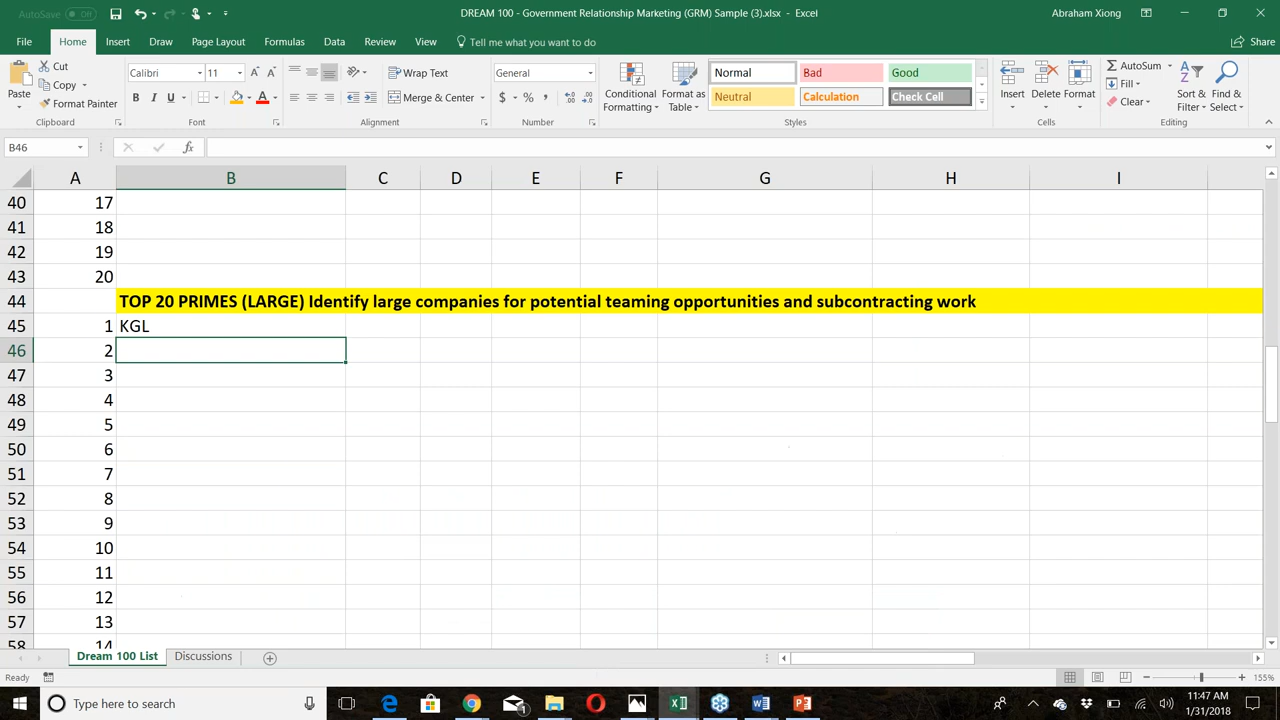 AutoSave Off
DREAM 100 - Government Relationship Marketing (GRM) Sample (3).xlsx - Excel
Abraham Xiong
File Home Insert Draw Page Layout Formulas Data Review View Tell me what you want to do Share
Paste Cut Copy Format Painter Clipboard
Calibri 11 B I U A Font
Wrap Text Merge & Center Alignment
General $ % , Number
Conditional Formatting Format as Table
Normal Bad Good
Neutral Calculation Check Cell
Styles
Insert Delete Format Cells
AutoSum Fill Clear Sort & Filter Find & Select Editing
B46 fx
A B C D E F G H I
40 17
41 18
42 19
43 20
44 TOP 20 PRIMES (LARGE) Identify large companies for potential teaming opportunities and subcontracting work
45 1 KGL
46 2
47 3
48 4
49 5
50 6
51 7
52 8
53 9
54 10
55 11
56 12
57 13
58 14
Dream 100 List Discussions
Ready 155%
Type here to search
11:47 AM
1/31/2018